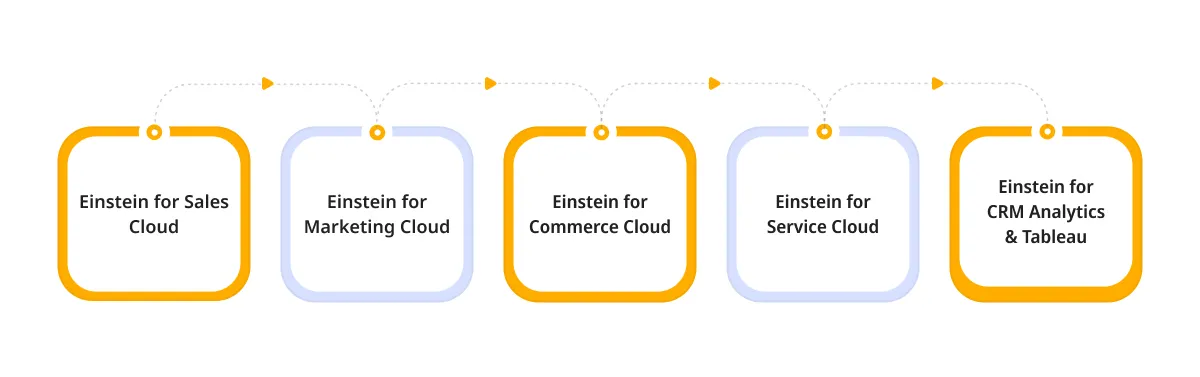 Einstein for Sales
Cloud
Einstein for
Marketing Cloud
Einstein for
Commerce Cloud
Einstein for
Service Cloud
Einstein for
CRM Analytics
& Tableau